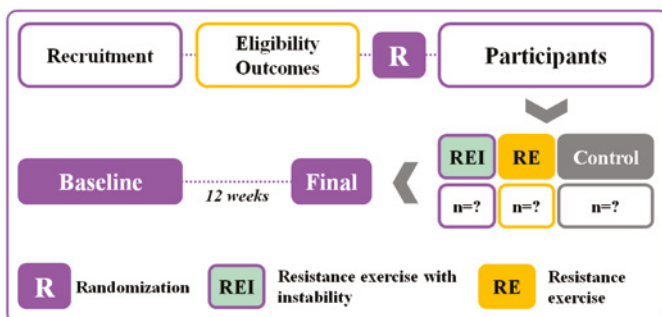 Recruitment
Eligibility
Outcomes
R
Participants
REI
RE
Control
n=?
n=?
n=?
Baseline
12 weeks
Final
R
Randomization
REI
Resistance exercise with
instability
RE
Resistance
exercise